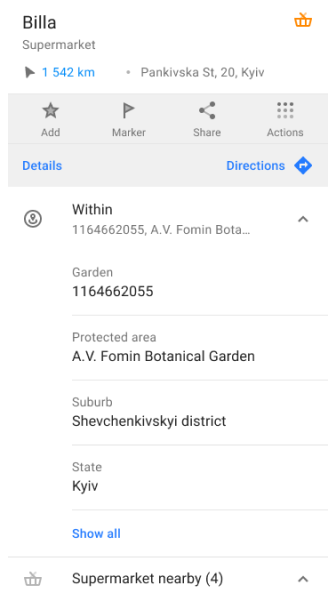 Billa
Supermarket
1 542 km • Pankivska St, 20, Kyiv
Add Marker Share Actions
Details Directions
Within
1164662055, A.V. Fomin Bota…
Garden
1164662055
Protected area
A.V. Fomin Botanical Garden
Suburb
Shevchenkivskyi district
State
Kyiv
Show all
Supermarket nearby (4)